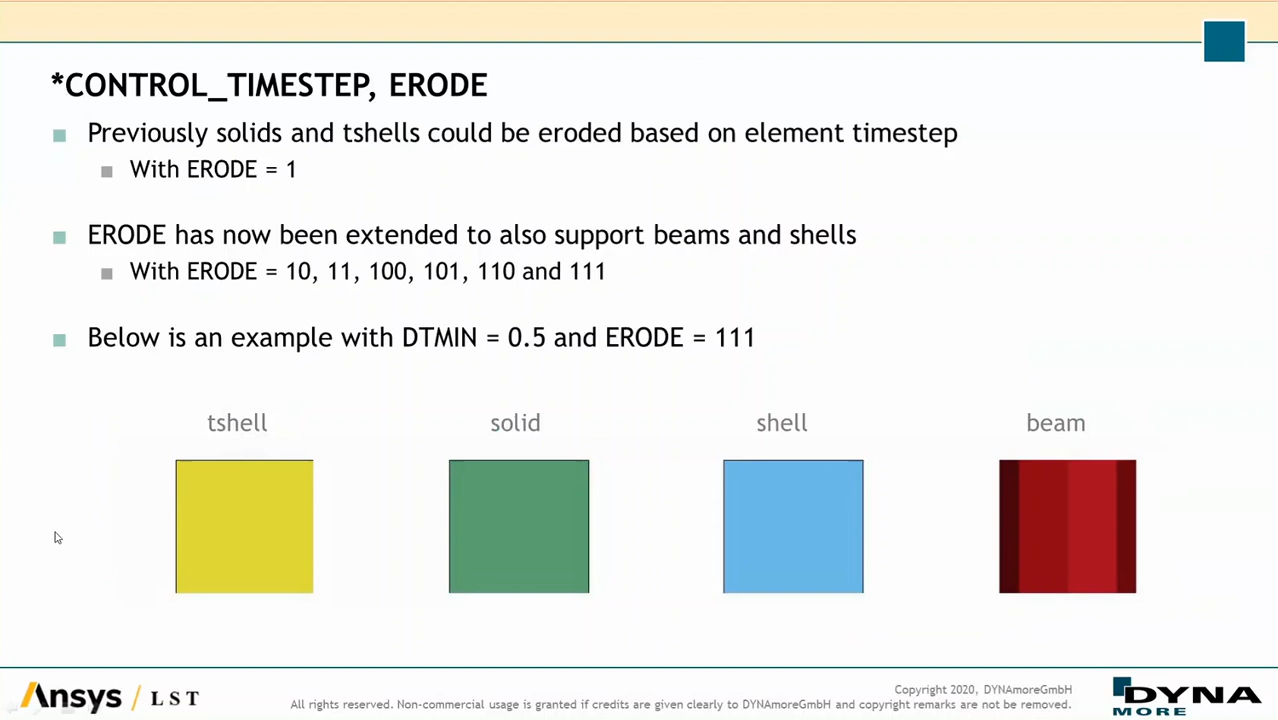 *CONTROL_TIMESTEP, ERODE
Previously solids and tshells could be eroded based on element timestep
With ERODE = 1
ERODE has now been extended to also support beams and shells
With ERODE = 10, 11, 100, 101, 110 and 111
Below is an example with DTMIN = 0.5 and ERODE = 111
tshell solid shell beam
Ansys / LST
Copyright 2020, DYNAmoreGmbH
All rights reserved. Non-commercial usage is granted if credits are given clearly to DYNAmoreGmbH and copyright remarks are not be removed.
DYNA
MORE